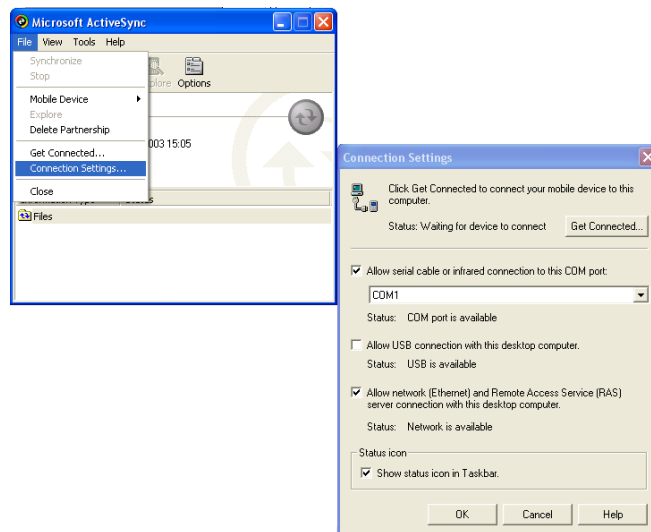 Microsoft ActiveSync
File View Tools Help
Synchronize
Stop
Options
Mobile Device
Explore
Delete Partnership
003 15:05
Get Connected...
Connection Settings...
Close
Files
Connection Settings
Click Get Connected to connect your mobile device to this
computer.
Status: Waiting for device to connect
Get Connected...
Allow serial cable or infrared connection to this COM port:
COM1
Status: COM port is available
Allow USB connection with this desktop computer.
Status: USB is available
Allow network (Ethernet) and Remote Access Service (RAS)
server connection with this desktop computer.
Status: Network is available
Status icon
Show status icon in Taskbar.
OK Cancel Help